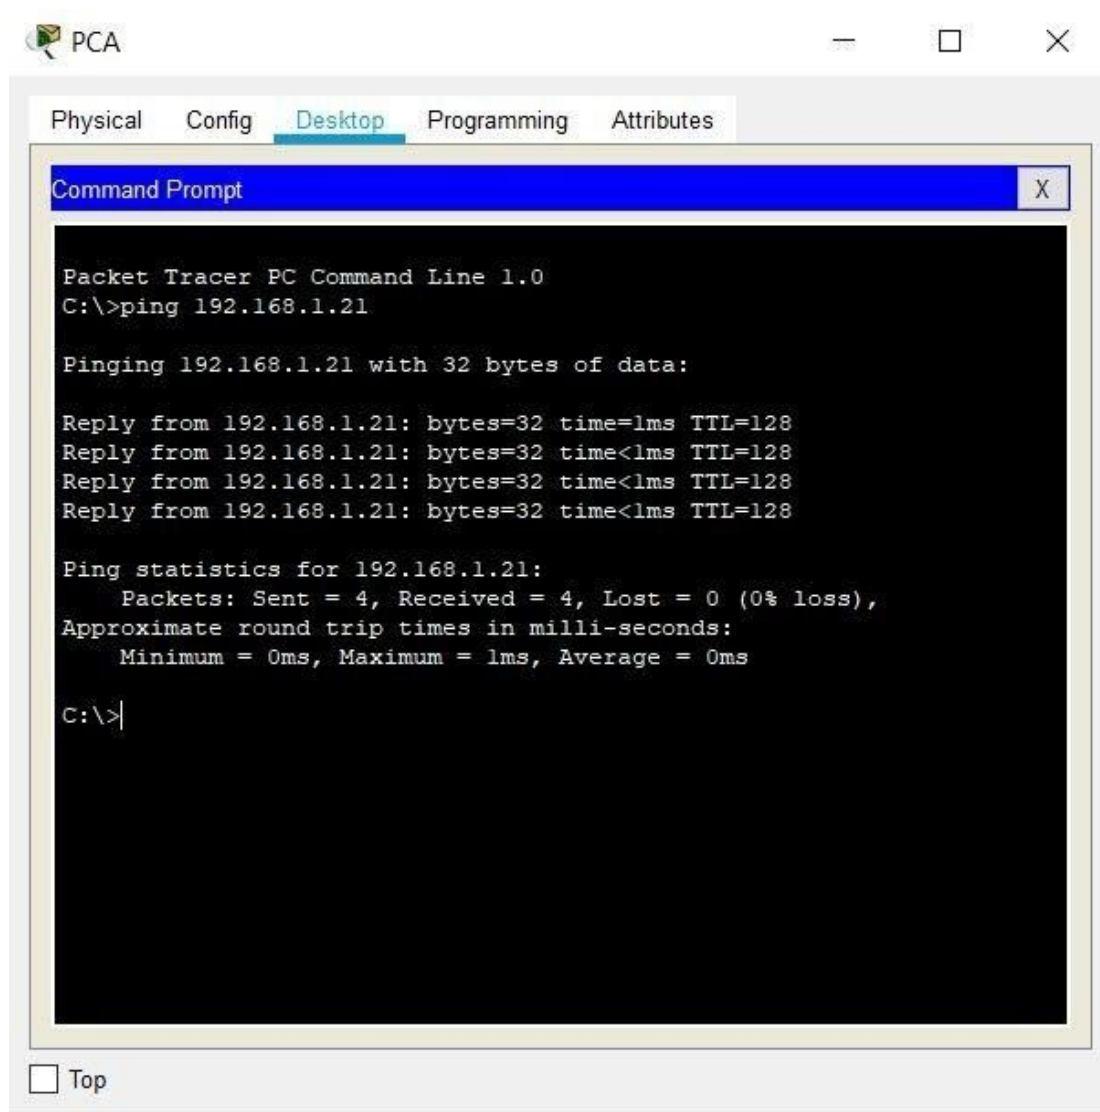 PCA
Physical Config Desktop Programming Attributes
Command Prompt X
Packet Tracer PC Command Line 1.0
C:\>ping 192.168.1.21
Pinging 192.168.1.21 with 32 bytes of data:
Reply from 192.168.1.21: bytes=32 time=1ms TTL=128
Reply from 192.168.1.21: bytes=32 time<1ms TTL=128
Reply from 192.168.1.21: bytes=32 time<1ms TTL=128
Reply from 192.168.1.21: bytes=32 time<1ms TTL=128
Ping statistics for 192.168.1.21:
Packets: Sent = 4, Received = 4, Lost = 0 (0% loss),
Approximate round trip times in milli-seconds:
Minimum = 0ms, Maximum = 1ms, Average = 0ms
C:\>
Top